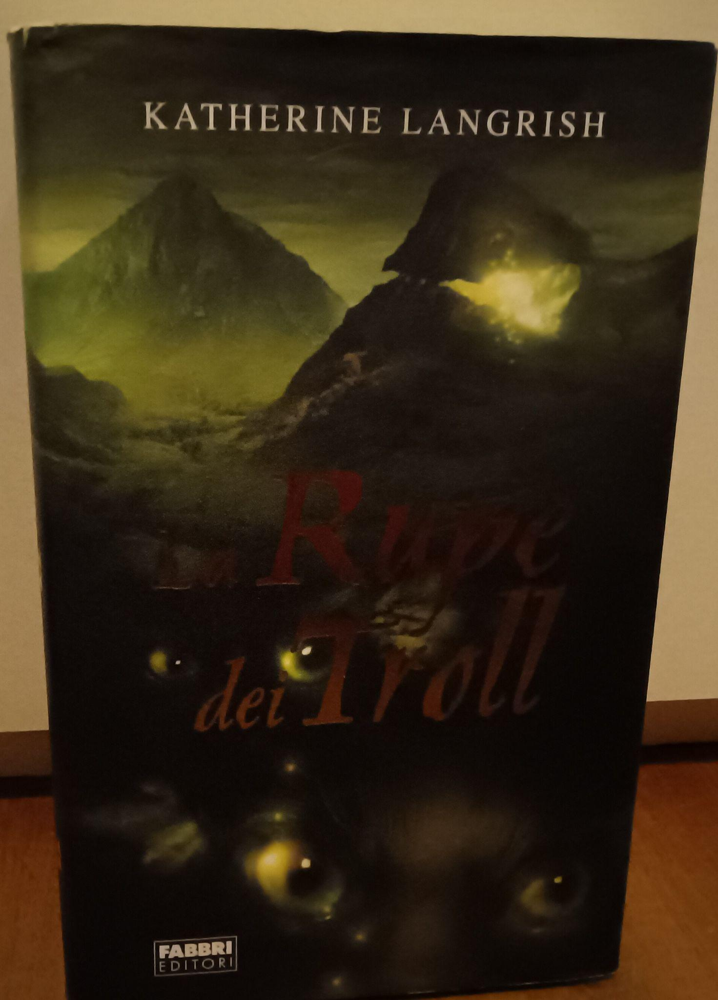 KATHERINE LANGRISH
La Rupe
dei Troll
FABBRI
EDITORI